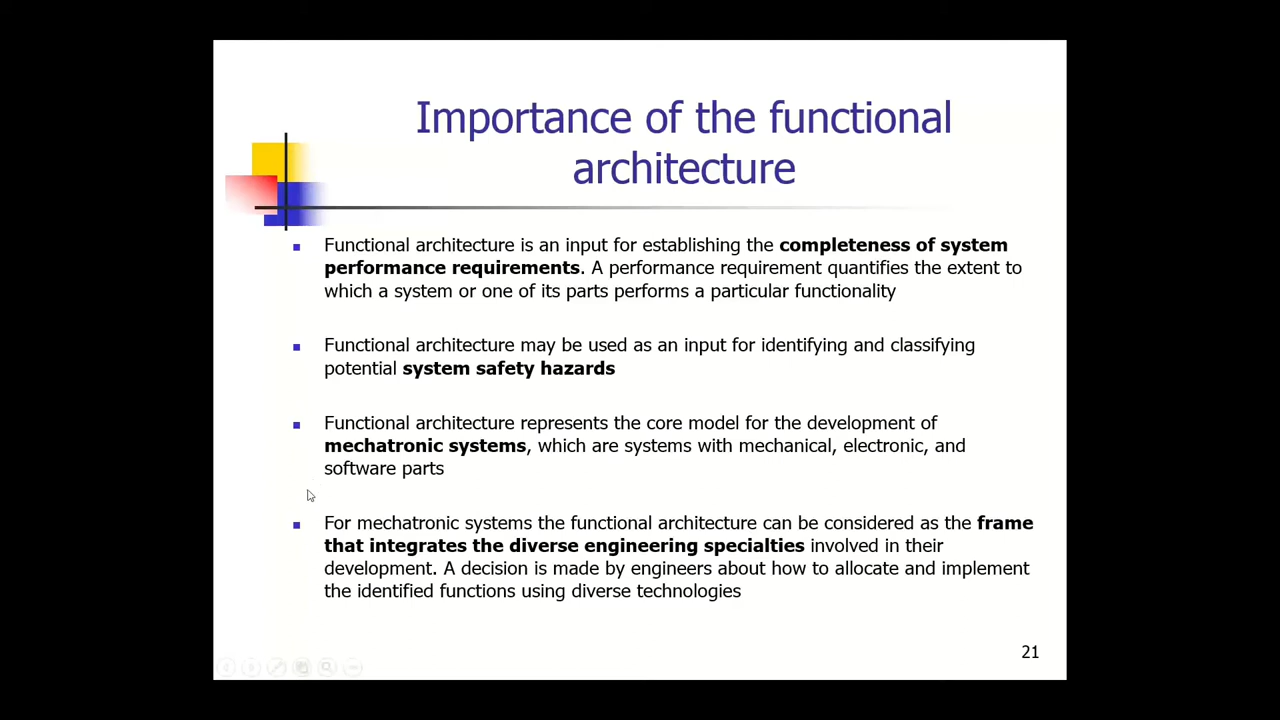 Importance of the functional
architecture
Functional architecture is an input for establishing the completeness of system
performance requirements. A performance requirement quantifies the extent to
which a system or one of its parts performs a particular functionality
Functional architecture may be used as an input for identifying and classifying
potential system safety hazards
Functional architecture represents the core model for the development of
mechatronic systems, which are systems with mechanical, electronic, and
software parts
For mechatronic systems the functional architecture can be considered as the frame
that integrates the diverse engineering specialties involved in their
development. A decision is made by engineers about how to allocate and implement
the identified functions using diverse technologies
21